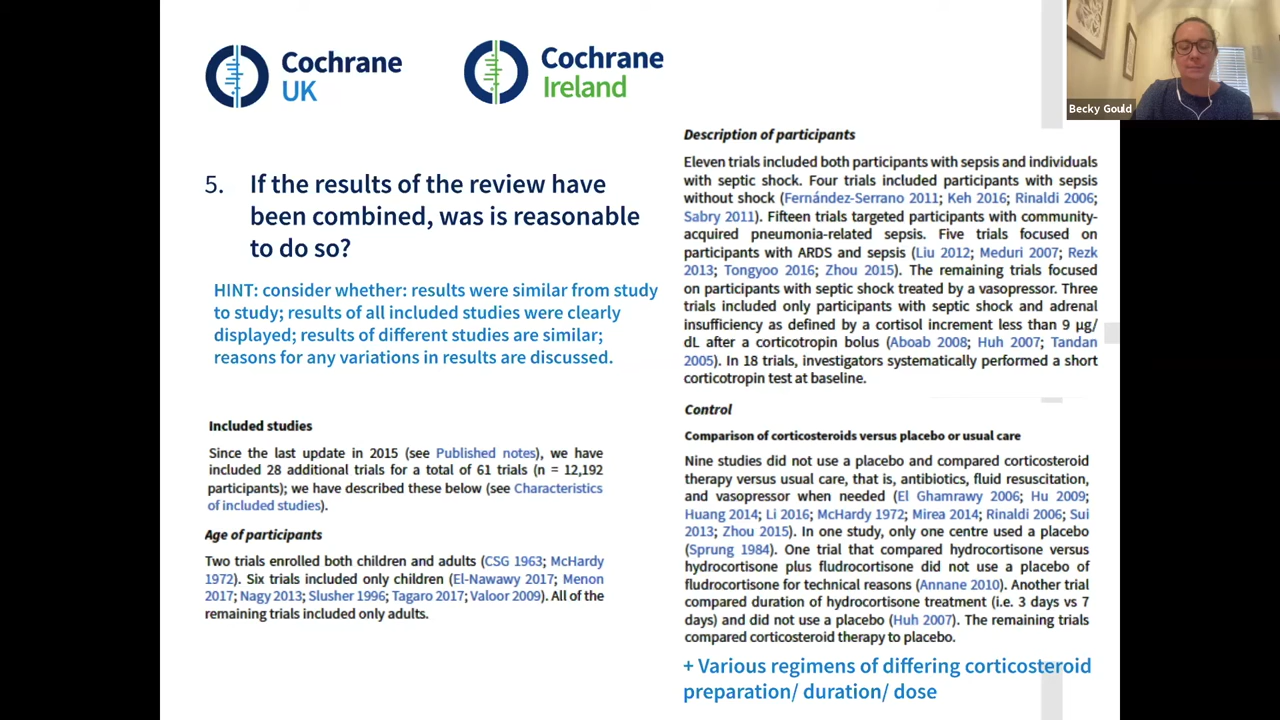 Cochrane
UK
Cochrane
Ireland
Becky Gould
5. If the results of the review have
been combined, was is reasonable
to do so?
HINT: consider whether: results were similar from study
to study; results of all included studies were clearly
displayed; results of different studies are similar;
reasons for any variations in results are discussed.
Included studies
Since the last update in 2015 (see Published notes), we have
included 28 additional trials for a total of 61 trials (n = 12,192
participants); we have described these below (see Characteristics
of included studies).
Age of participants
Two trials enrolled both children and adults (CSG 1963; McHardy
1972). Six trials included only children (El-Nawawy 2017; Menon
2017; Nagy 2013; Slusher 1996; Tagaro 2017; Valoor 2009). All of the
remaining trials included only adults.
Description of participants
Eleven trials included both participants with sepsis and individuals
with septic shock. Four trials included participants with sepsis
without shock (Fernández-Serrano 2011; Keh 2016; Rinaldi 2006;
Sabry 2011). Fifteen trials targeted participants with community-
acquired pneumonia-related sepsis. Five trials focused on
participants with ARDS and sepsis (Liu 2012; Meduri 2007; Rezk
2013; Tongyoo 2016; Zhou 2015). The remaining trials focused
on participants with septic shock treated by a vasopressor. Three
trials included only participants with septic shock and adrenal
insufficiency as defined by a cortisol increment less than 9 µg/
dL after a corticotropin bolus (Aboab 2008; Huh 2007; Tandan
2005). In 18 trials, investigators systematically performed a short
corticotropin test at baseline.
Control
Comparison of corticosteroids versus placebo or usual care
Nine studies did not use a placebo and compared corticosteroid
therapy versus usual care, that is, antibiotics, fluid resuscitation,
and vasopressor when needed (El Ghamrawy 2006; Hu 2009;
Huang 2014; Li 2016; McHardy 1972; Mirea 2014; Rinaldi 2006; Sui
2013; Zhou 2015). In one study, only one centre used a placebo
(Sprung 1984). One trial that compared hydrocortisone versus
hydrocortisone plus fludrocortisone did not use a placebo of
fludrocortisone for technical reasons (Annane 2010). Another trial
compared duration of hydrocortisone treatment (i.e. 3 days vs 7
days) and did not use a placebo (Huh 2007). The remaining trials
compared corticosteroid therapy to placebo.
+ Various regimens of differing corticosteroid
preparation/ duration/ dose